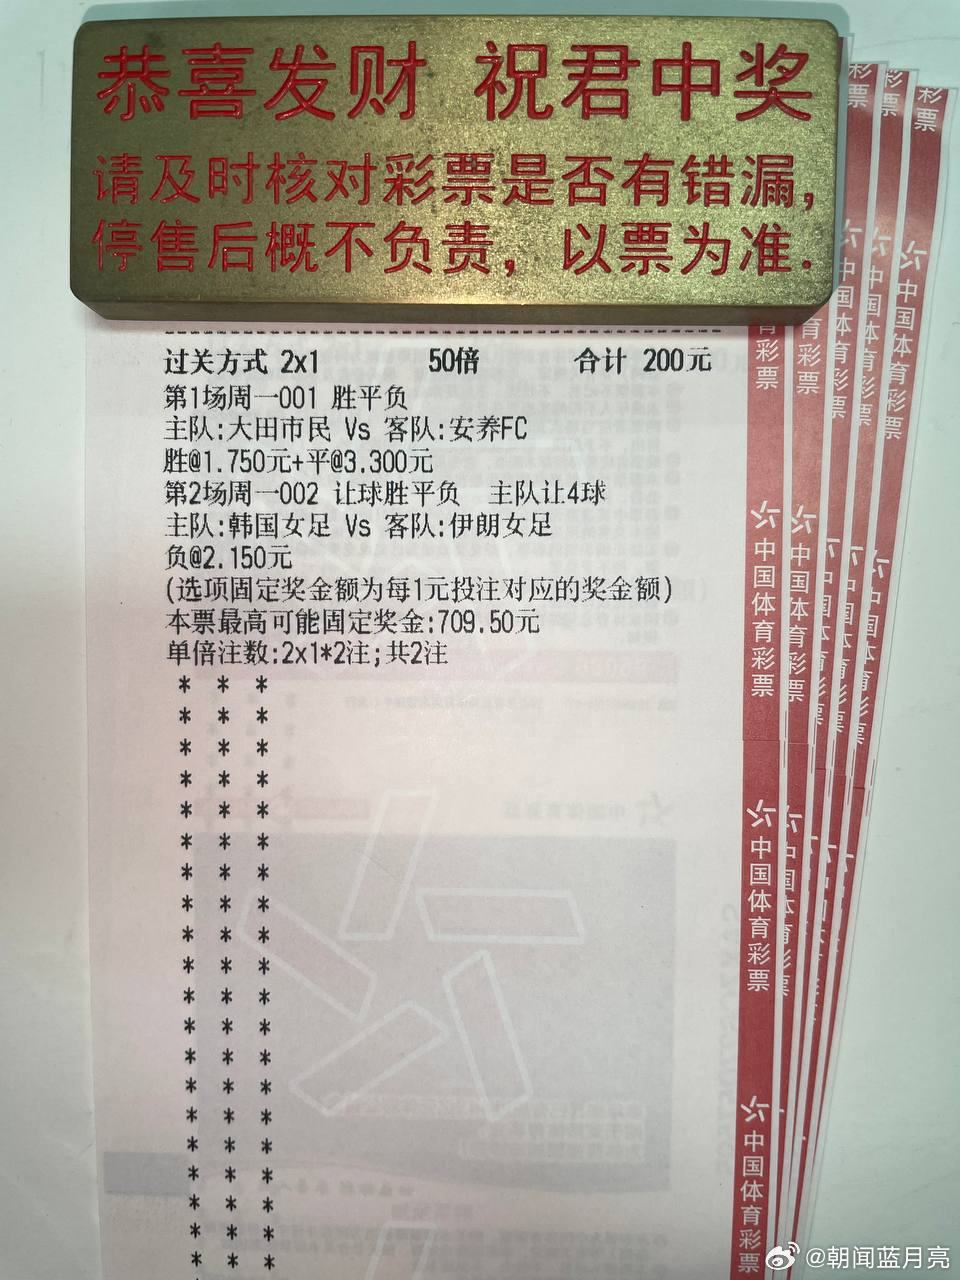 恭喜发财 祝君中奖
请及时核对彩票是否有错漏,
停售后概不负责, 以票为准.
过关方式 2x1 50倍 合计 200元
第1场周一001 胜平负
主队:大田市民 Vs 客队:安养FC
胜@1.750元+平@3.300元
第2场周一002 让球胜平负 主队让4球
主队:韩国女足 Vs 客队:伊朗女足
负@2.150元
(选项固定奖金额为每1元投注对应的奖金额)
本票最高可能固定奖金:709.50元
单倍注数:2x1*2注;共2注
中国体育彩票
中国体育彩票
中国体育彩票
中国体育彩票
@朝闻蓝月亮